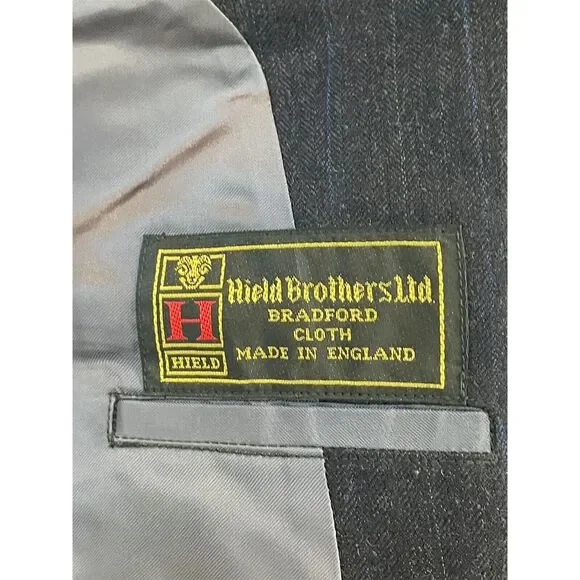 H
HIELD
Hield Brothers Ltd.
BRADFORD
CLOTH
MADE IN ENGLAND